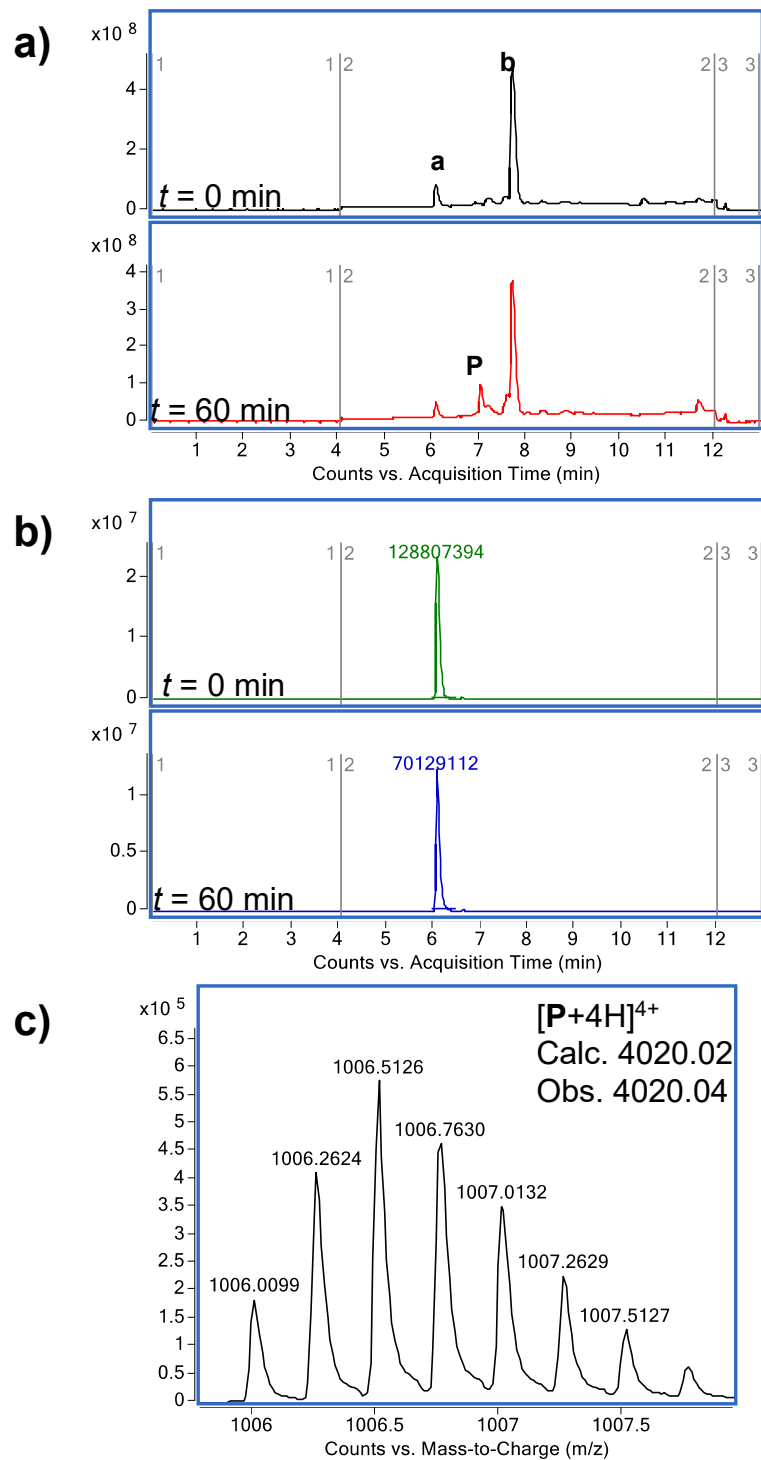 a)
x10 8
1 1 2 2 3 3
b
4
a
2
t = 0 min
0
x10 8
1 1 2 2 3 3
4
3
2
P
1
t = 60 min
0
1 2 3 4 5 6 7 8 9 10 11 12
Counts vs. Acquisition Time (min)
b)
x10 7
1 1 2 128807394 2 3 3
2
1
t = 0 min
0
x10 7
1 1 2 70129112 2 3 3
1
0.5
t = 60 min
0
1 2 3 4 5 6 7 8 9 10 11 12
Counts vs. Acquisition Time (min)
c)
x10 5
[P+4H]4+
Calc. 4020.02
Obs. 4020.04
6.5
6
1006.5126
5.5
5
1006.7630
4.5
1006.2624
4
1007.0132
3.5
3
1007.2629
2.5
1006.0099
2
1007.5127
1.5
1
0.5
0
1006 1006.5 1007 1007.5
Counts vs. Mass-to-Charge (m/z)